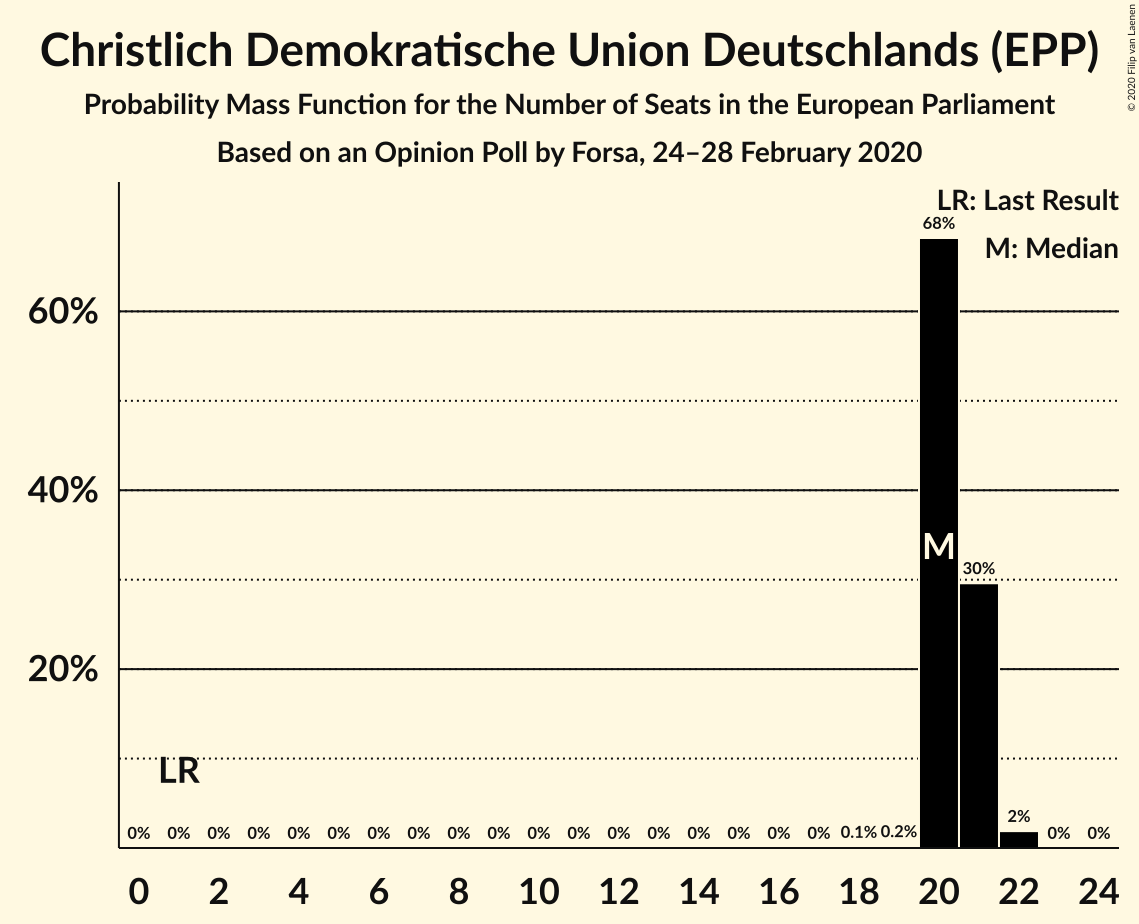 Christlich Demokratische Union Deutschlands (EPP)
Probability Mass Function for the Number of Seats in the European Parliament
Based on an Opinion Poll by Forsa, 24–28 February 2020
© 2020 Filip van Laenen
LR: Last Result
M: Median
68%
60%
40%
M
30%
20%
LR
0% 0% 0% 0% 0% 0% 0% 0% 0% 0% 0% 0% 0% 0% 0% 0% 0% 0% 0.1% 0.2% 2% 0% 0%
0 2 4 6 8 10 12 14 16 18 20 22 24